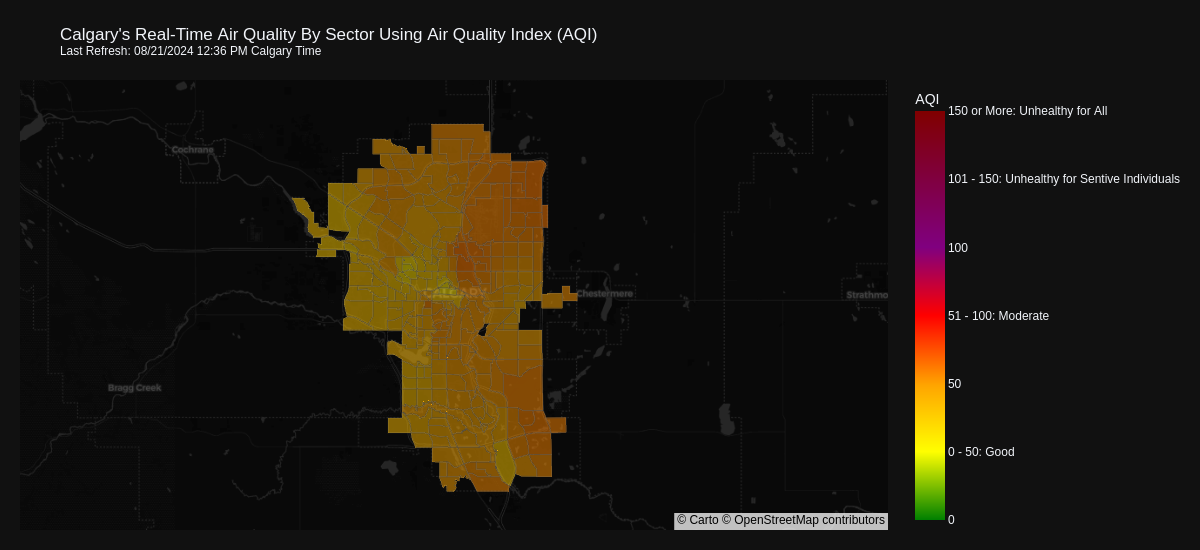 Calgary's Real-Time Air Quality By Sector Using Air Quality Index (AQI)
Last Refresh: 08/21/2024 12:36 PM Calgary Time
AQI
150 or More: Unhealthy for All
Cochrane
101 - 150: Unhealthy for Sentive Individuals
100
CALGARY
Chestermere
Strathmo
51 - 100: Moderate
Bragg Creek
50
0 - 50: Good
0
© Carto © OpenStreetMap contributors